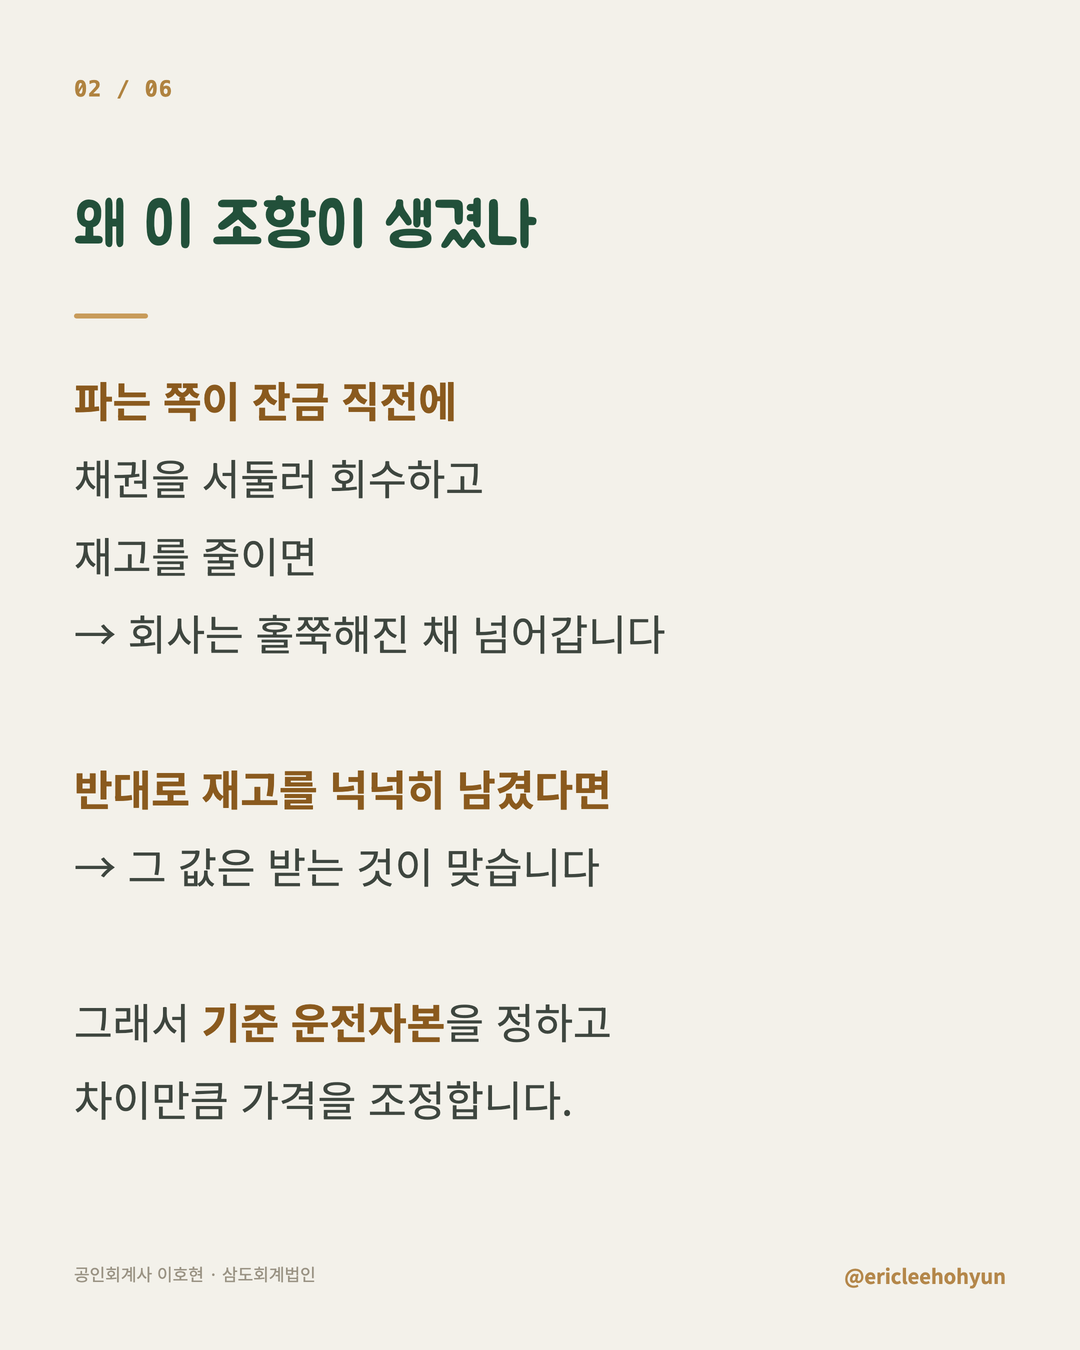 02 / 06
왜 이 조항이 생겼나
파는 쪽이 잔금 직전에
채권을 서둘러 회수하고
재고를 줄이면
→ 회사는 홀쭉해진 채 넘어갑니다
반대로 재고를 넉넉히 남겼다면
→ 그 값은 받는 것이 맞습니다
그래서 기준 운전자본을 정하고
차이만큼 가격을 조정합니다.
공인회계사 이호현 · 삼도회계법인
@ericleehohyun